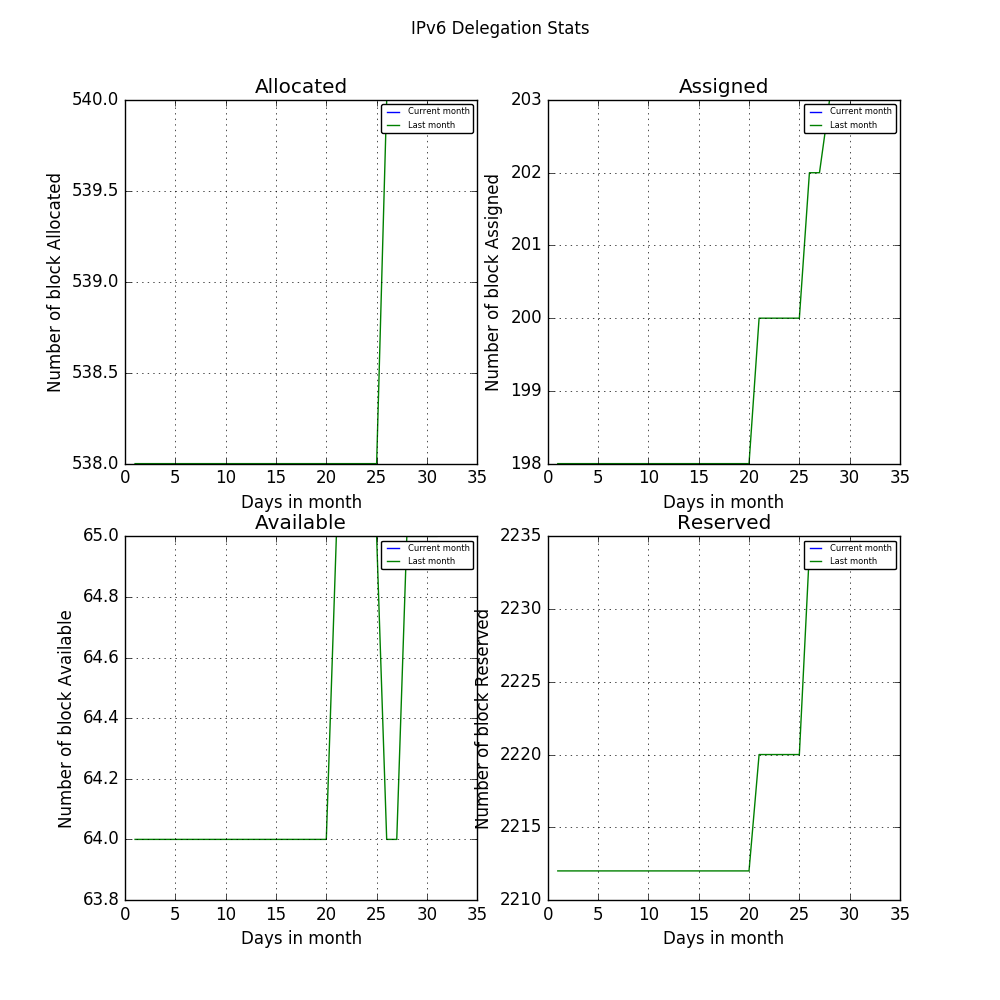 IPv6 Delegation Stats
Allocated
Number of block Allocated
540.0
539.5
539.0
538.5
538.0
0 5 10 15 20 25 30 35
Days in month
Current month
Last month
Assigned
Number of block Assigned
203
202
201
200
199
198
0 5 10 15 20 25 30 35
Days in month
Current month
Last month
Available
Number of block Available
65.0
64.8
64.6
64.4
64.2
64.0
63.8
0 5 10 15 20 25 30 35
Days in month
Current month
Last month
Reserved
Number of block Reserved
2235
2230
2225
2220
2215
2210
0 5 10 15 20 25 30 35
Days in month
Current month
Last month